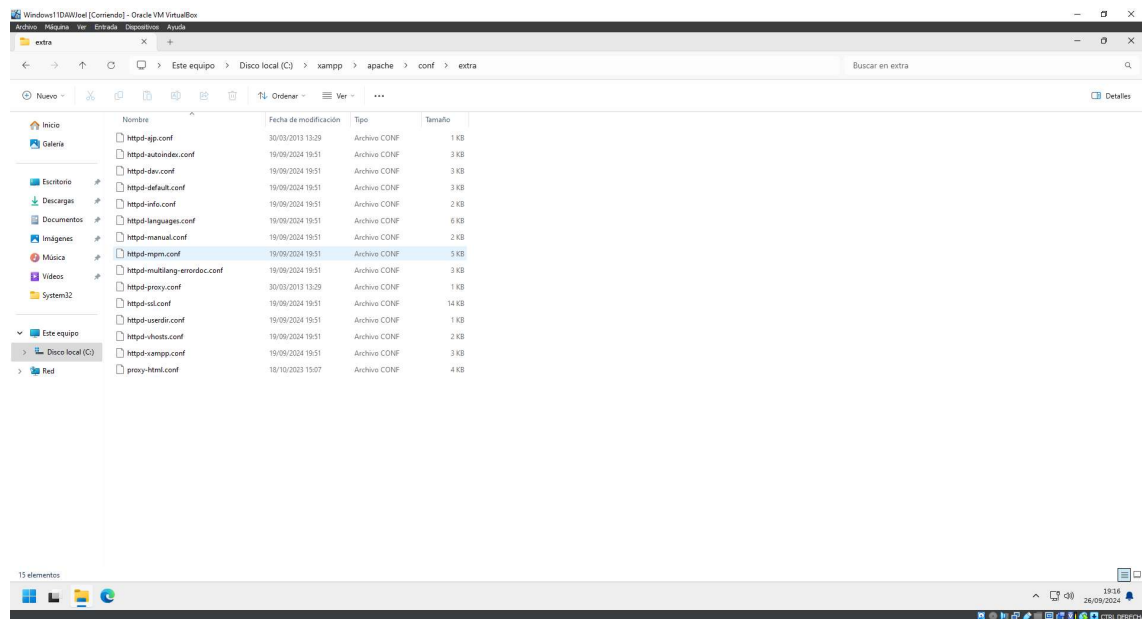 Windows11DAWJoel [Corriendo] - Oracle VM VirtualBox
Archivo Máquina Ver Entrada Dispositivos Ayuda
extra
Este equipo > Disco local (C:) > xampp > apache > conf > extra
Buscar en extra
Nuevo Ordenar Ver ... Detalles
Inicio
Galería
Escritorio
Descargas
Documentos
Imágenes
Música
Vídeos
System32
Este equipo
Disco local (C:)
Red
Nombre Fecha de modificación Tipo Tamaño
httpd-ajp.conf 30/03/2013 13:29 Archivo CONF 1 KB
httpd-autoindex.conf 19/09/2024 19:51 Archivo CONF 3 KB
httpd-dav.conf 19/09/2024 19:51 Archivo CONF 3 KB
httpd-default.conf 19/09/2024 19:51 Archivo CONF 3 KB
httpd-info.conf 19/09/2024 19:51 Archivo CONF 2 KB
httpd-languages.conf 19/09/2024 19:51 Archivo CONF 6 KB
httpd-manual.conf 19/09/2024 19:51 Archivo CONF 2 KB
httpd-mpm.conf 19/09/2024 19:51 Archivo CONF 5 KB
httpd-multilang-errordoc.conf 19/09/2024 19:51 Archivo CONF 3 KB
httpd-proxy.conf 30/03/2013 13:29 Archivo CONF 1 KB
httpd-ssl.conf 19/09/2024 19:51 Archivo CONF 14 KB
httpd-userdir.conf 19/09/2024 19:51 Archivo CONF 1 KB
httpd-vhosts.conf 19/09/2024 19:51 Archivo CONF 2 KB
httpd-xampp.conf 19/09/2024 19:51 Archivo CONF 3 KB
proxy-html.conf 18/10/2023 15:07 Archivo CONF 4 KB
15 elementos
19:16
26/09/2024
CTRL DERECH